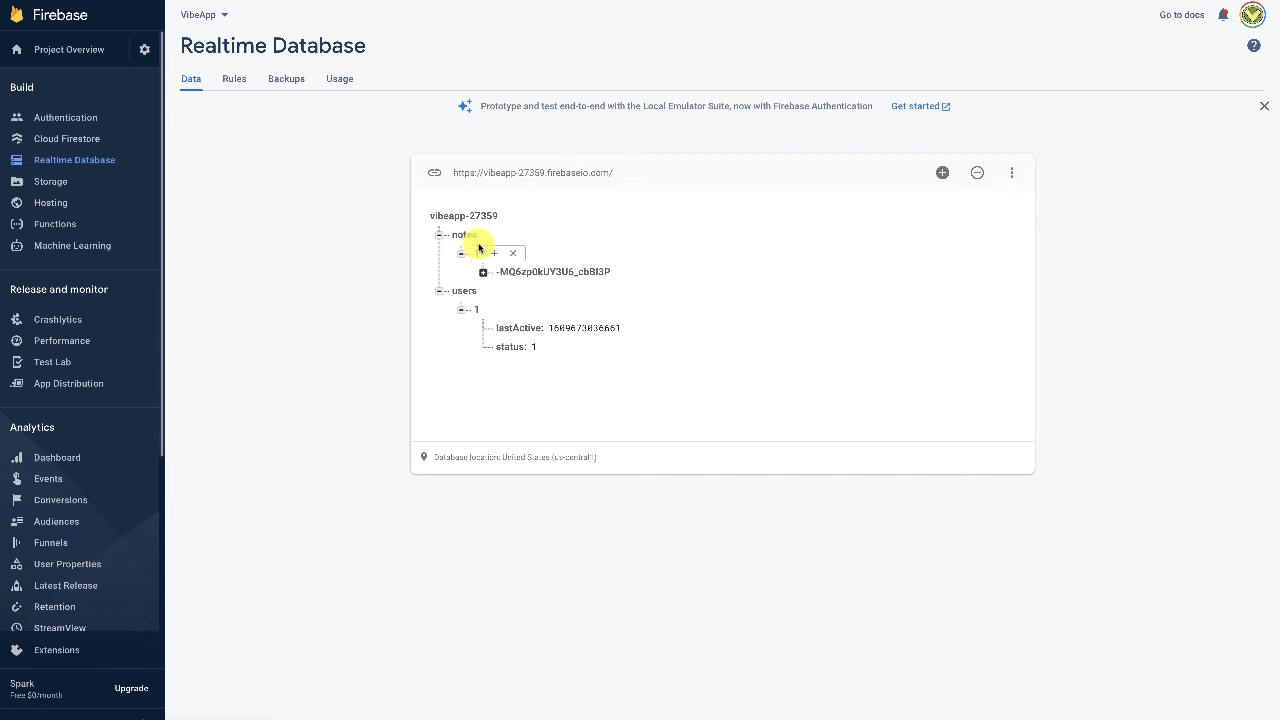 Firebase
VibeApp
Go to docs
Project Overview
Realtime Database
Build
Data
Rules
Backups
Usage
Prototype and test end-to-end with the Local Emulator Suite, now with Firebase Authentication
Get started
Authentication
Cloud Firestore
Realtime Database
Storage
Hosting
Functions
Machine Learning
Release and monitor
Crashlytics
Performance
Test Lab
App Distribution
Analytics
Dashboard
Events
Conversions
Audiences
Funnels
User Properties
Latest Release
Retention
StreamView
Extensions
Spark
Free $0/month
Upgrade
https://vibeapp-27359.firebaseio.com/
vibeapp-27359
notes
users
1
lastActive: 1609673036661
status: 1
Database location: United States (us-central1)